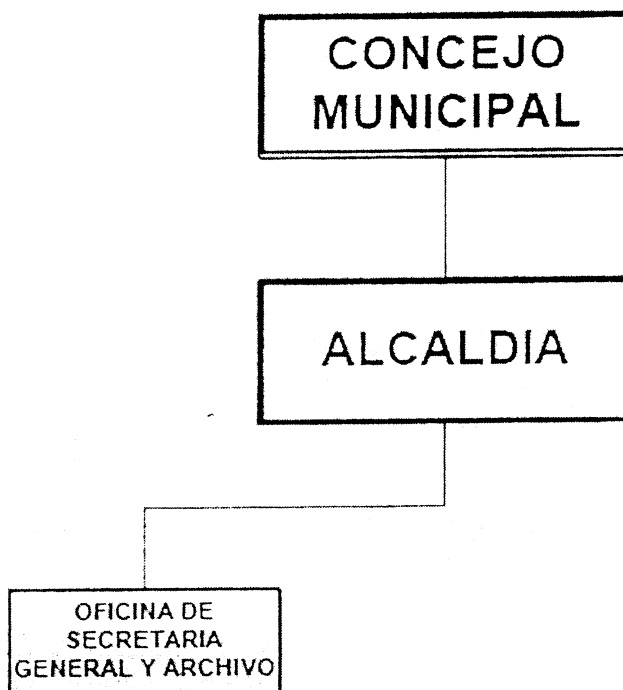 CONCEJO
MUNICIPAL
ALCALDIA
OFICINA DE
SECRETARIA
GENERAL Y ARCHIVO